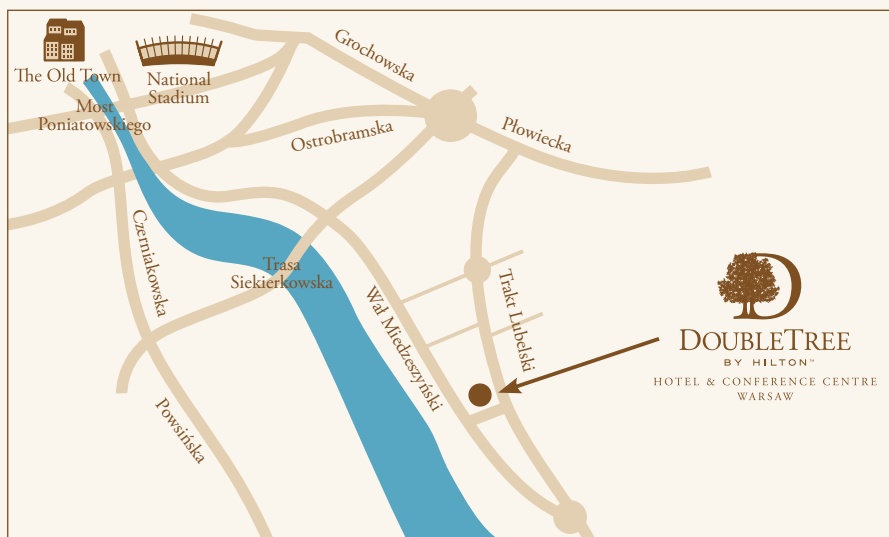 The Old Town
National
Stadium
Most
Poniatowskiego
Grochowska
Ostrobramska
Płowiecka
Czerniakowska
Trasa
Siekierkowska
Wał Miedzeszyński
Trakt Lubelski
Powsińska
D
DOUBLETREE
BY HILTON™
HOTEL & CONFERENCE CENTRE
WARSAW